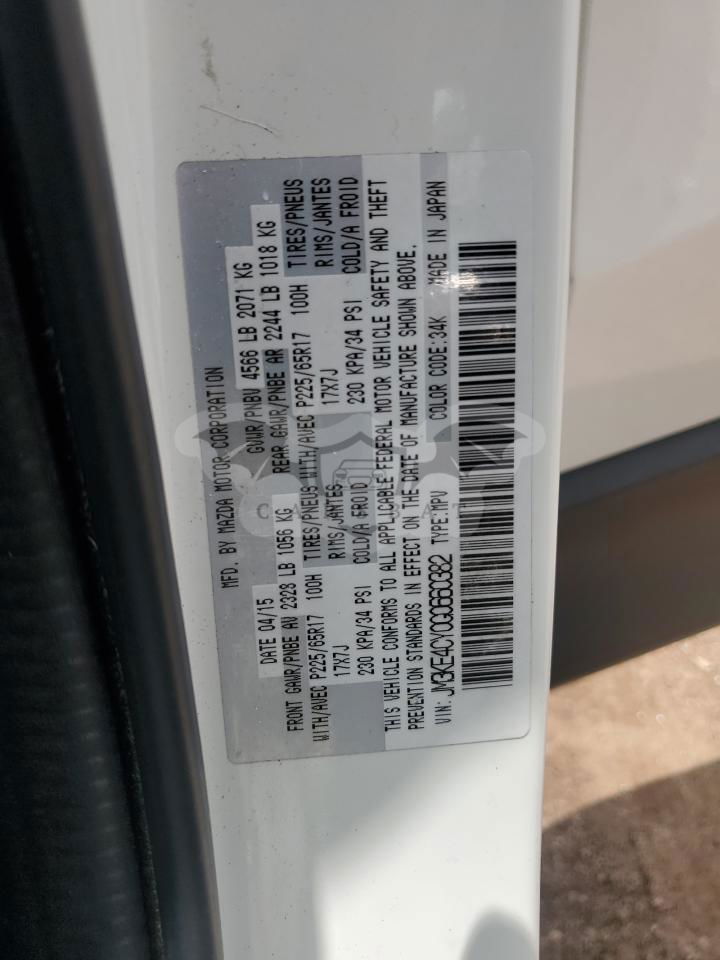 MFD. BY MAZDA MOTOR CORPORATION
DATE 04/15 GVWR/PNBV 4566 LB 2071 KG
FRONT GAWR/PNBE AV 2328 LB 1056 KG REAR GAWR/PNBE AR 2244 LB 1018 KG
WITH/AVEC P225/65R17 100H TIRES/PNEUS WITH/AVEC P225/65R17 100H TIRES/PNEUS
17X7J RIMS/JANTES 17X7J RIMS/JANTES
230 KPA/34 PSI COLD/A FROID 230 KPA/34 PSI COLD/A FROID
THIS VEHICLE CONFORMS TO ALL APPLICABLE FEDERAL MOTOR VEHICLE SAFETY AND THEFT
PREVENTION STANDARDS IN EFFECT ON THE DATE OF MANUFACTURE SHOWN ABOVE.
VIN: JM3KE4CY0G0660382 TYPE:MPV COLOR CODE:34K MADE IN JAPAN